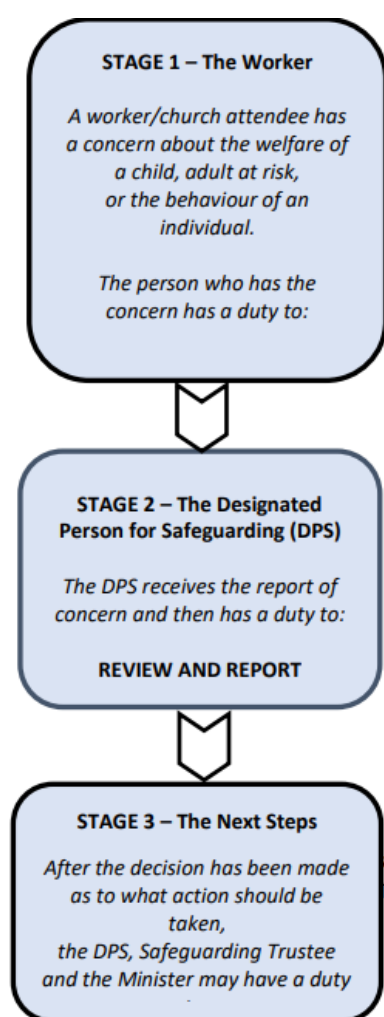 STAGE 1 – The Worker
A worker/church attendee has
a concern about the welfare of
a child, adult at risk,
or the behaviour of an
individual.
The person who has the
concern has a duty to:
STAGE 2 – The Designated
Person for Safeguarding (DPS)
The DPS receives the report of
concern and then has a duty to:
REVIEW AND REPORT
STAGE 3 – The Next Steps
After the decision has been made
as to what action should be
taken,
the DPS, Safeguarding Trustee
and the Minister may have a duty